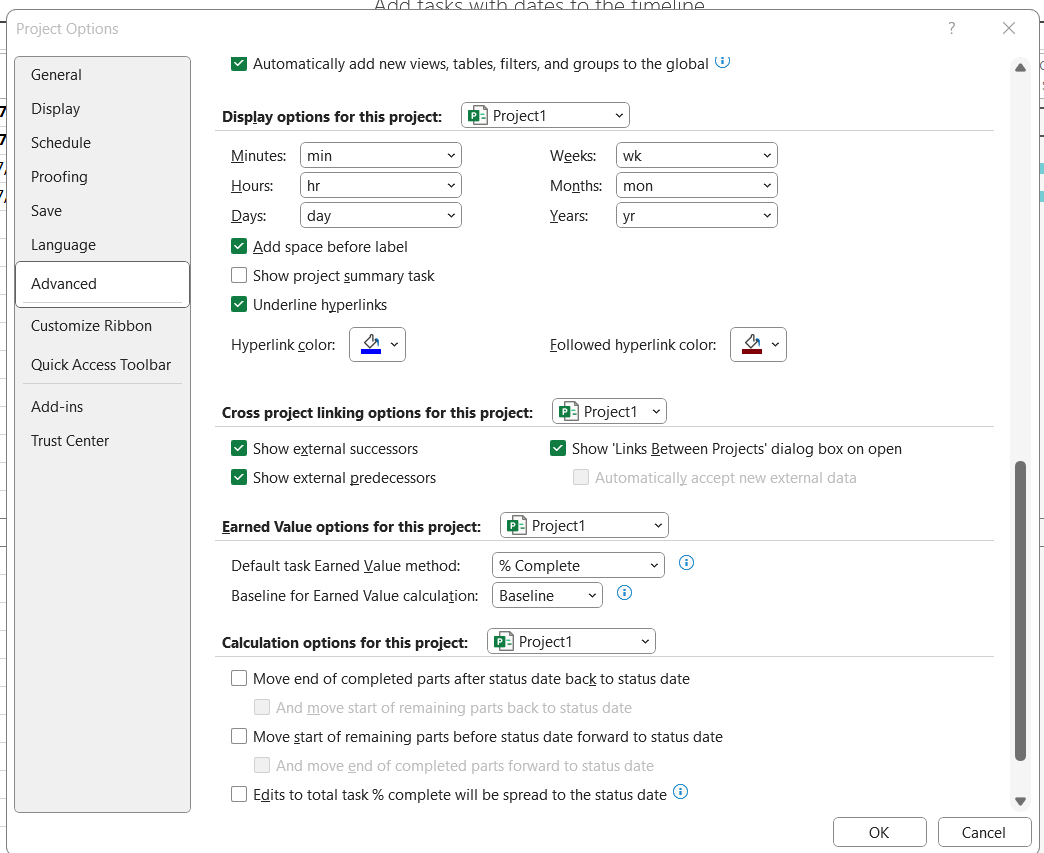 Add tasks with dates to the timeline
Project Options ?
General
Display
Schedule
Proofing
Save
Language
Advanced
Customize Ribbon
Quick Access Toolbar
Add-ins
Trust Center
Automatically add new views, tables, filters, and groups to the global
Display options for this project: Project1
Minutes: min Weeks: wk
Hours: hr Months: mon
Days: day Years: yr
Add space before label
Show project summary task
Underline hyperlinks
Hyperlink color: Followed hyperlink color:
Cross project linking options for this project: Project1
Show external successors Show 'Links Between Projects' dialog box on open
Show external predecessors Automatically accept new external data
Earned Value options for this project: Project1
Default task Earned Value method: % Complete
Baseline for Earned Value calculation: Baseline
Calculation options for this project: Project1
Move end of completed parts after status date back to status date
And move start of remaining parts back to status date
Move start of remaining parts before status date forward to status date
And move end of completed parts forward to status date
Edits to total task % complete will be spread to the status date
OK Cancel